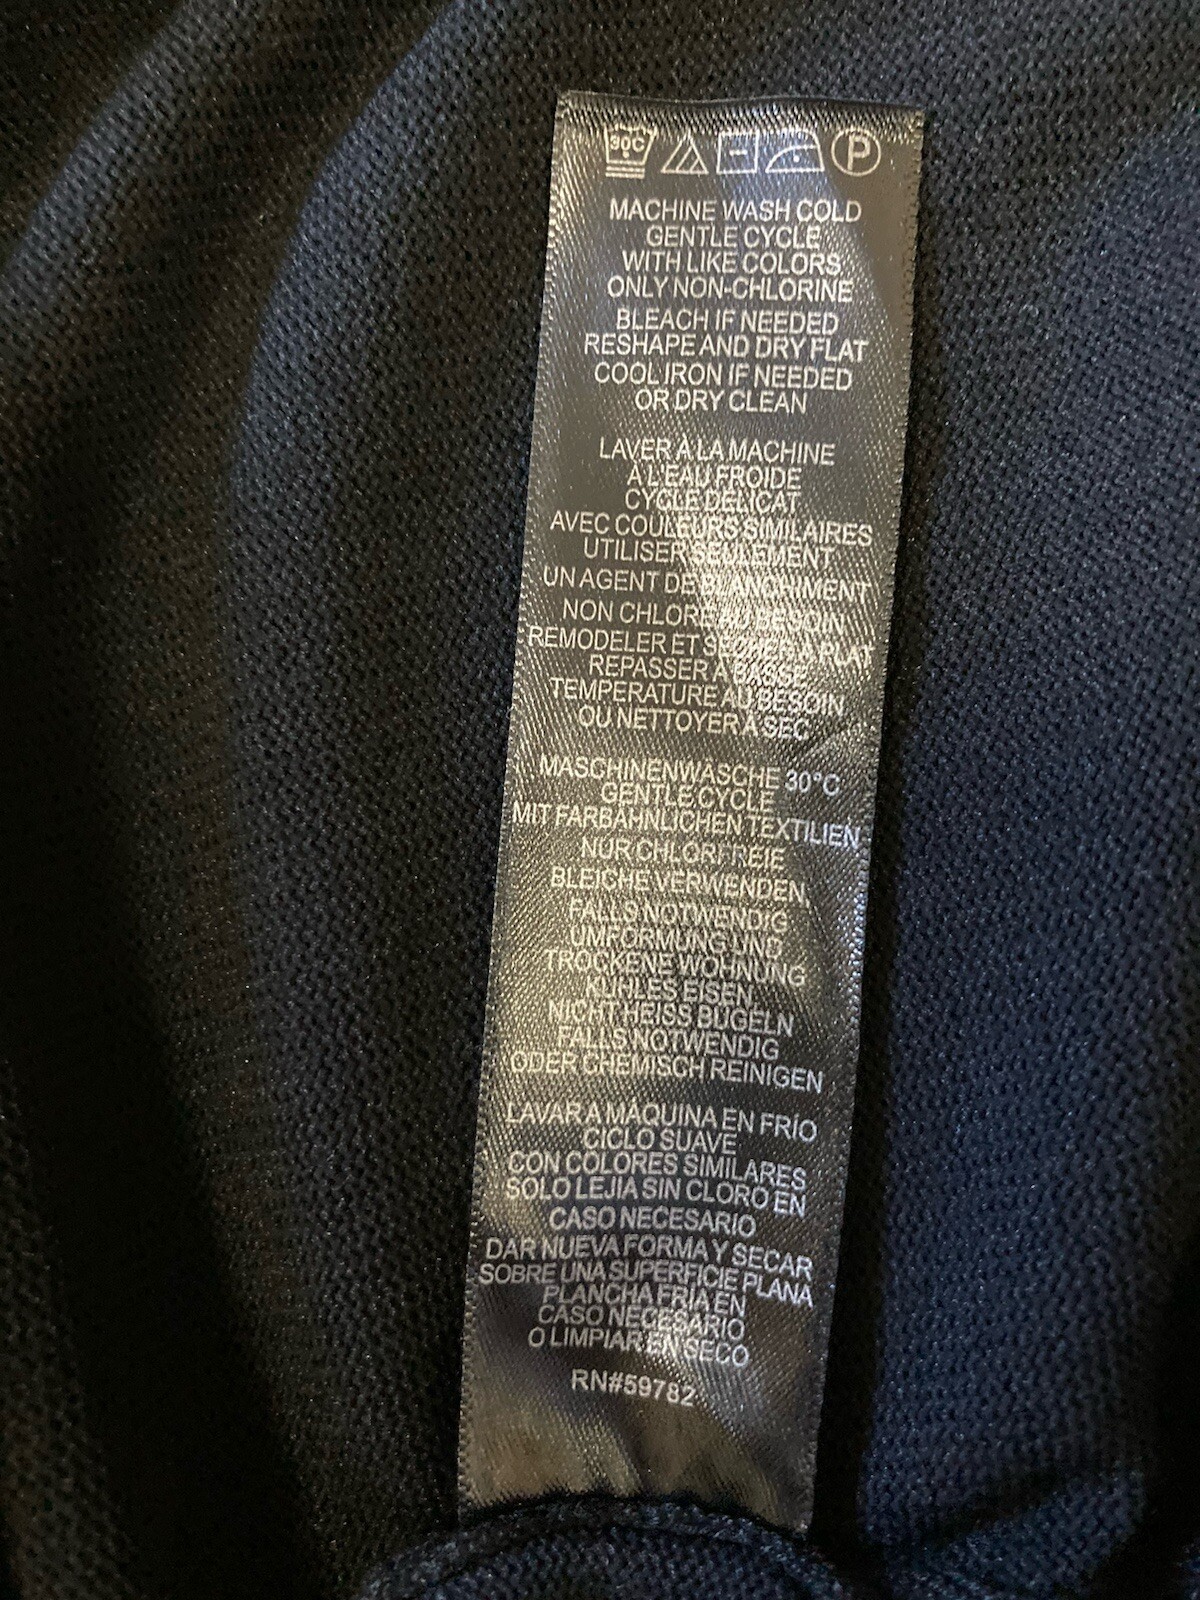 30C P
MACHINE WASH COLD
GENTLE CYCLE
WITH LIKE COLORS
ONLY NON-CHLORINE
BLEACH IF NEEDED
RESHAPE AND DRY FLAT
COOL IRON IF NEEDED
OR DRY CLEAN
LAVER À LA MACHINE
À L'EAU FROIDE
CYCLE DÉLICAT
AVEC COULEURS SIMILAIRES
UTILISER SEULEMENT
UN AGENT DE BLANCHIMENT
NON CHLORE AU BESOIN
REMODELER ET SÉCHER À PLAT
REPASSER À BASSE
TEMPERATURE AU BESOIN
OU NETTOYER À SEC
MASCHINENWASCHE 30°C
GENTLE CYCLE
MIT FARBAHNLICHEN TEXTILIEN
NUR CHLORFREIE
BLEICHE VERWENDEN,
FALLS NOTWENDIG
UMFORMUNG UND
TROCKENE WOHNUNG
KUHLES EISEN,
NICHT HEISS BUGELN
FALLS NOTWENDIG
ODER CHEMISCH REINIGEN
LAVAR A MÁQUINA EN FRÍO
CICLO SUAVE
CON COLORES SIMILARES
SOLO LEJIA SIN CLORO EN
CASO NECESARIO
DAR NUEVA FORMA Y SECAR
SOBRE UNA SUPERFICIE PLANA
PLANCHA FRIA EN
CASO NECESARIO
O LIMPIAR EN SECO
RN#59782